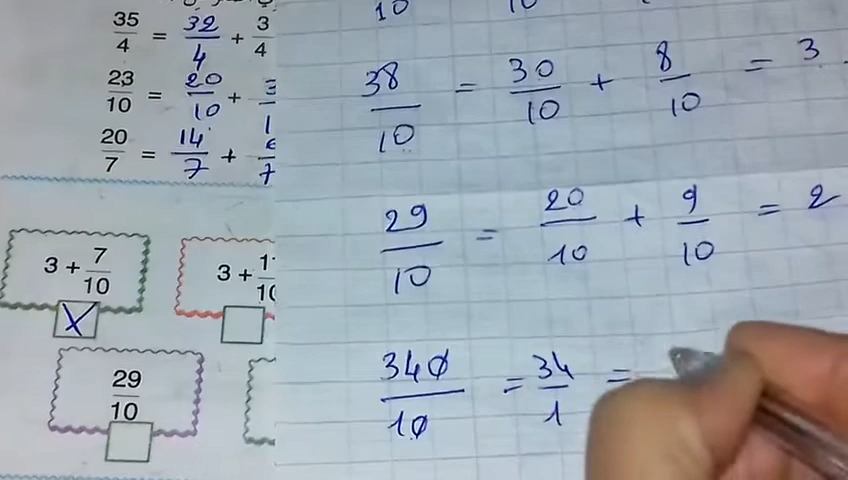 35/4 = 32/4 + 3/4
23/10 = 20/10 +
20/7 = 14/7 +
3 + 7/10
X
3 +
29/10
10 10
38/10 = 30/10 + 8/10 = 3
29/10 = 20/10 + 9/10 = 2
340/10 = 34/1 =